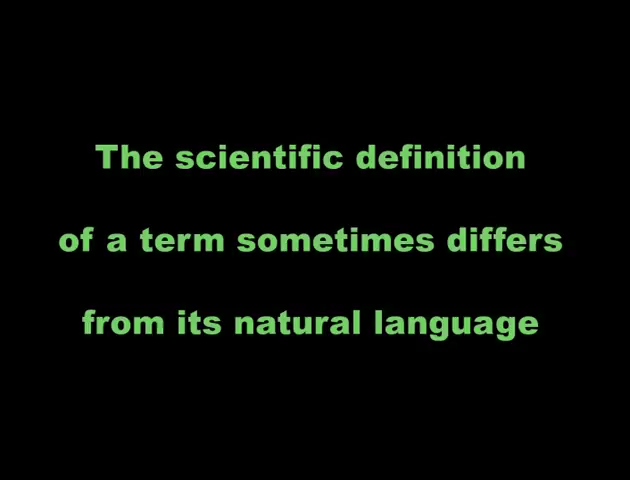 The scientific definition
of a term sometimes differs
from its natural language